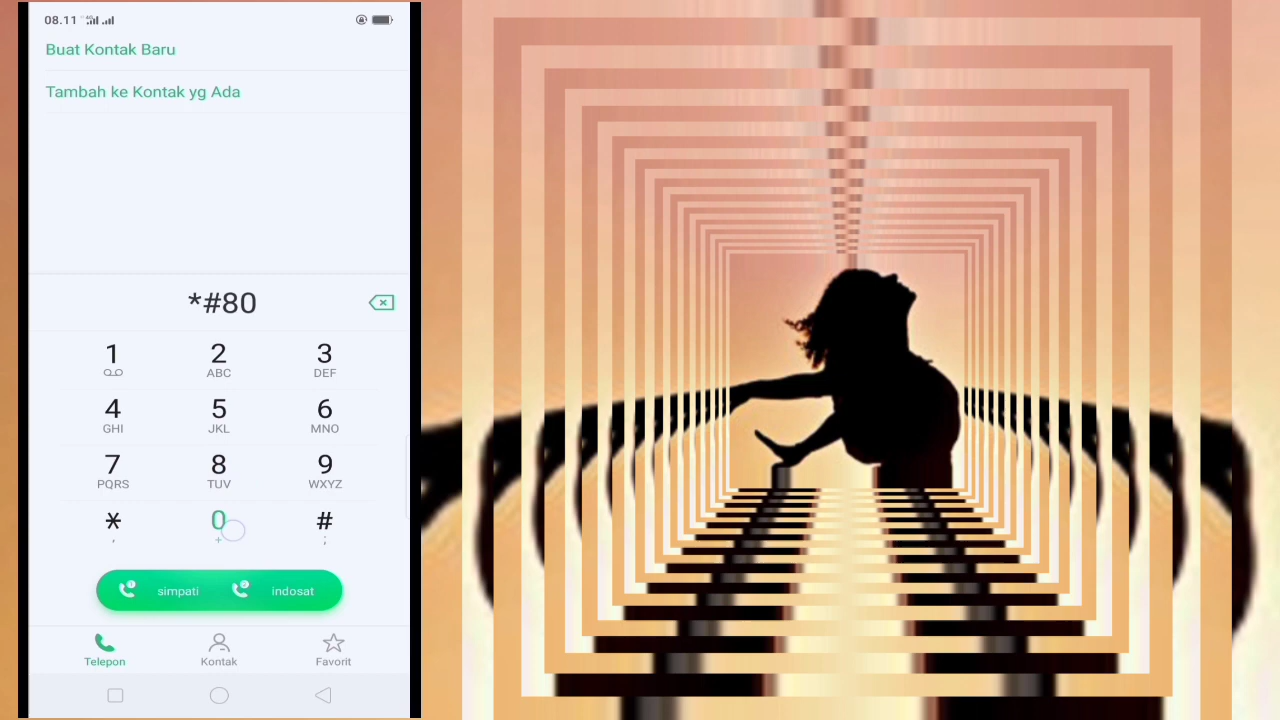 08.11
Buat Kontak Baru
Tambah ke Kontak yg Ada
*#80
1 2 3
ABC DEF
4 5 6
GHI JKL MNO
7 8 9
PQRS TUV WXYZ
* 0 #
, + ;
simpati indosat
Telepon Kontak Favorit